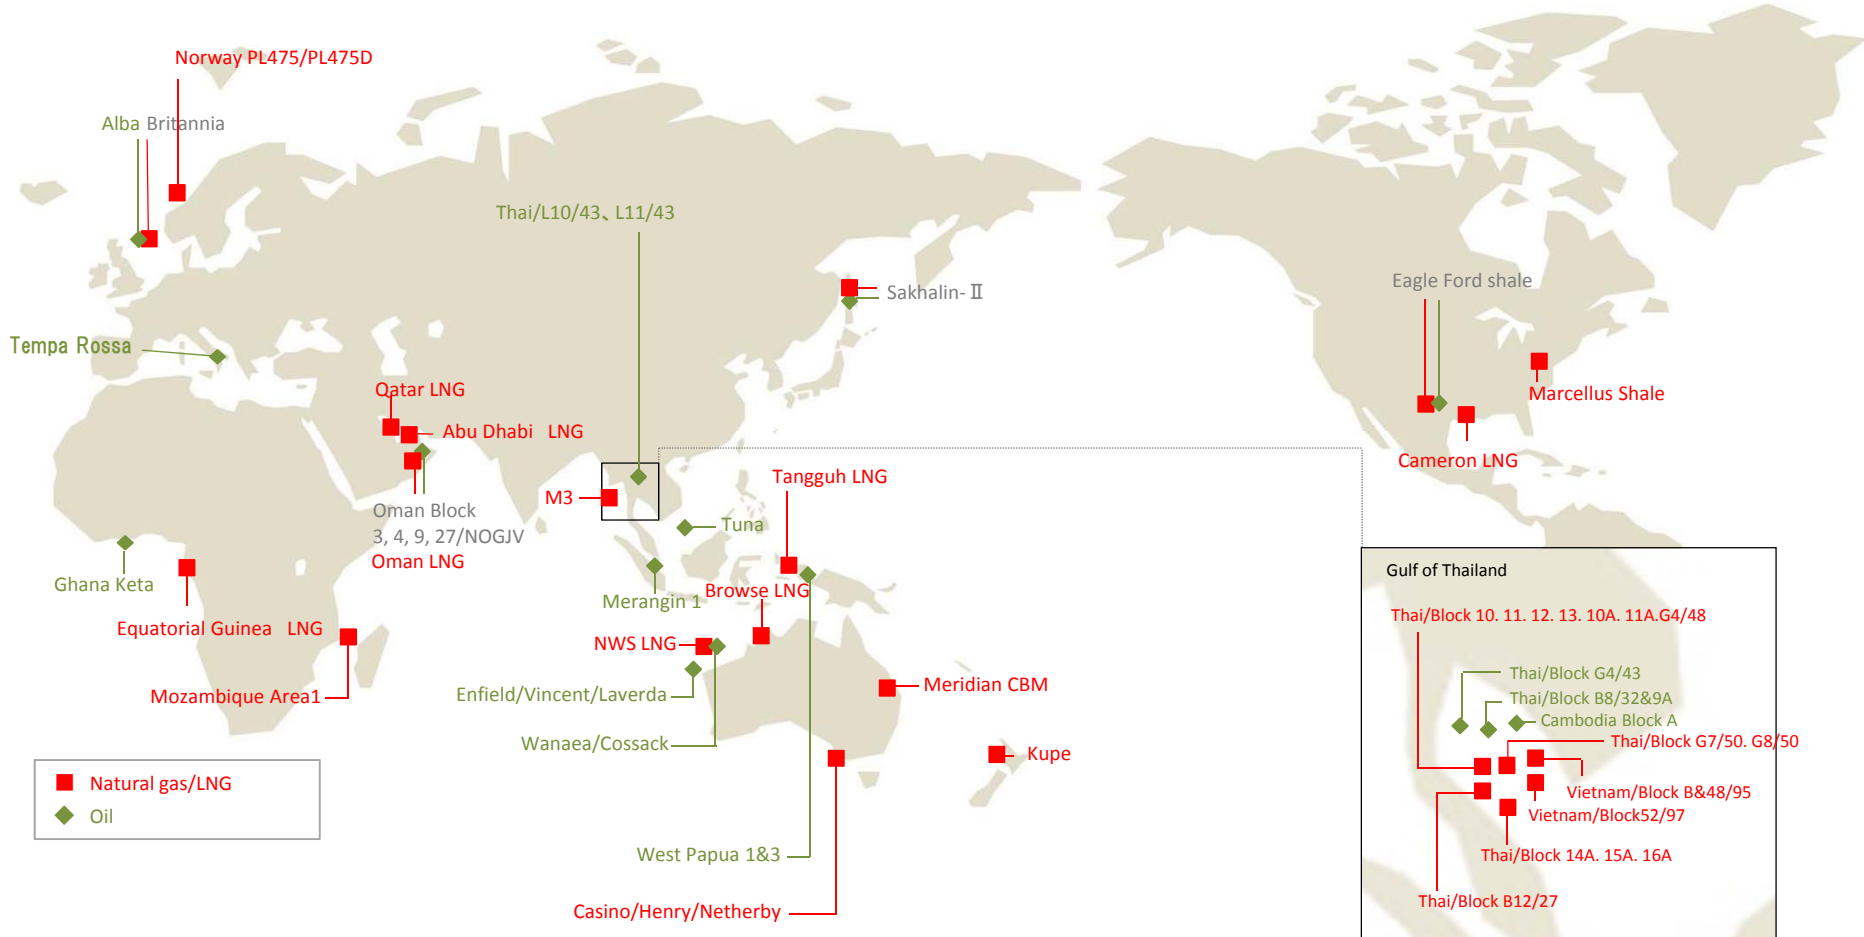 Norway PL475/PL475D
Alba Britannia
Thai/L10/43、L11/43
Sakhalin-Ⅱ
Eagle Ford shale
Tempa Rossa
Qatar LNG
Marcellus Shale
Abu Dhabi LNG
Cameron LNG
Tangguh LNG
M3
Oman Block
3, 4, 9, 27/NOGJV
Tuna
Oman LNG
Ghana Keta
Merangin 1
Browse LNG
Equatorial Guinea LNG
NWS LNG
Mozambique Area1
Enfield/Vincent/Laverda
Meridian CBM
Wanaea/Cossack
Kupe
Natural gas/LNG
Oil
West Papua 1&3
Casino/Henry/Netherby
Gulf of Thailand
Thai/Block 10. 11. 12. 13. 10A. 11A.G4/48
Thai/Block G4/43
Thai/Block B8/32&9A
Cambodia Block A
Thai/Block G7/50. G8/50
Vietnam/Block B&48/95
Vietnam/Block52/97
Thai/Block 14A. 15A. 16A
Thai/Block B12/27